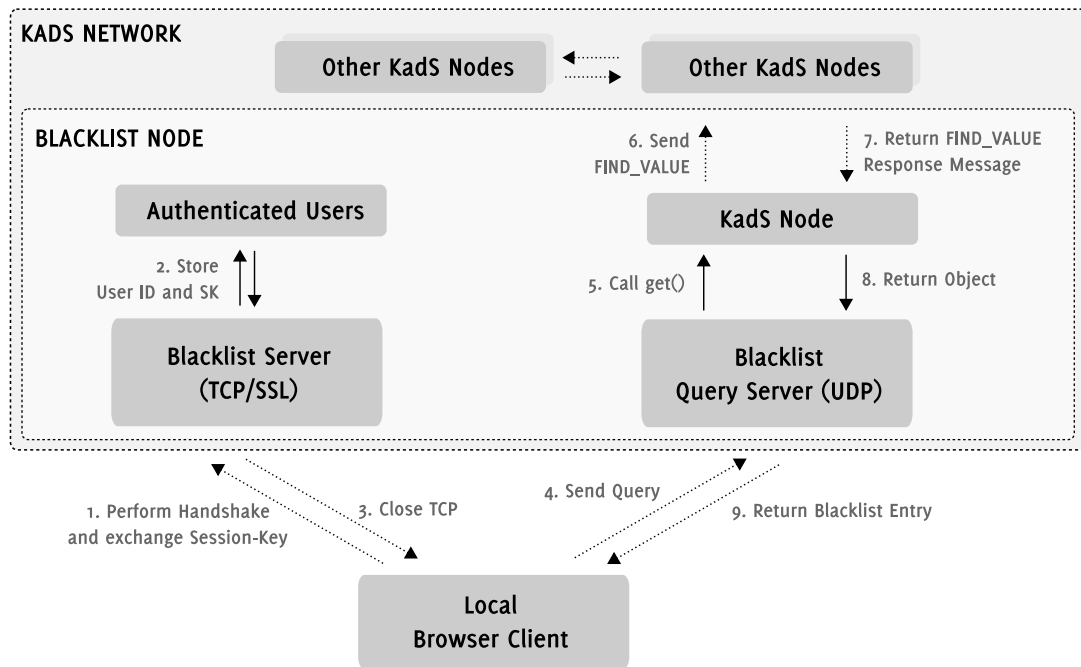 KADS NETWORK
Other KadS Nodes
Other KadS Nodes
BLACKLIST NODE
6. Send
FIND_VALUE
7. Return FIND_VALUE
Response Message
Authenticated Users
KadS Node
2. Store
User ID and SK
5. Call get()
8. Return Object
Blacklist Server
(TCP/SSL)
Blacklist
Query Server (UDP)
1. Perform Handshake
and exchange Session-Key
3. Close TCP
4. Send Query
9. Return Blacklist Entry
Local
Browser Client